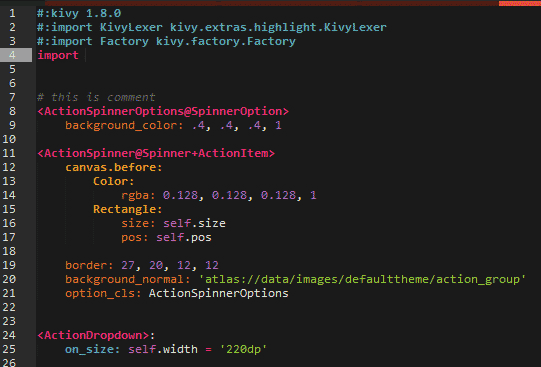 1 #:kivy 1.8.0
2 #:import KivyLexer kivy.extras.highlight.KivyLexer
3 #:import Factory kivy.factory.Factory
4 import
5
6
7 # this is comment
8 <ActionSpinnerOptions@SpinnerOption>
9     background_color: .4, .4, .4, 1
10
11 <ActionSpinner@Spinner+ActionItem>
12     canvas.before:
13         Color:
14             rgba: 0.128, 0.128, 0.128, 1
15         Rectangle:
16             size: self.size
17             pos: self.pos
18
19     border: 27, 20, 12, 12
20     background_normal: 'atlas://data/images/defaulttheme/action_group'
21     option_cls: ActionSpinnerOptions
22
23
24 <ActionDropdown>:
25     on_size: self.width = '220dp'
26